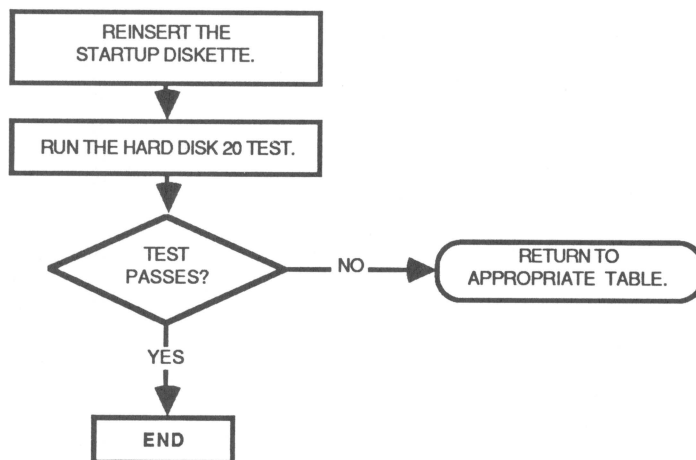 REINSERT THE
STARTUP DISKETTE.
RUN THE HARD DISK 20 TEST.
TEST
PASSES?
NO
RETURN TO
APPROPRIATE TABLE.
YES
END